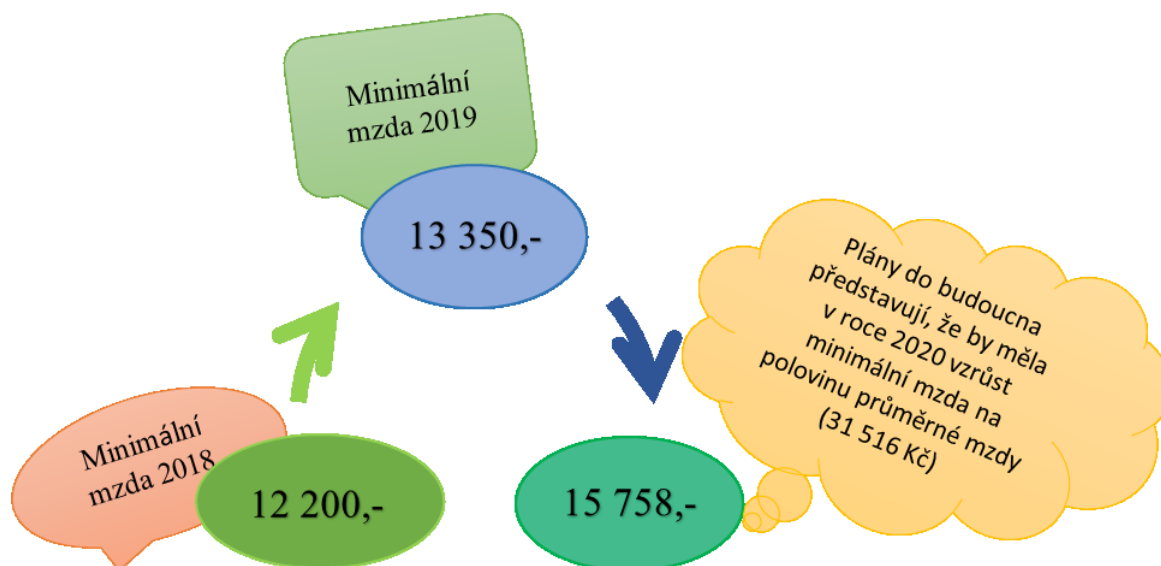 Minimální
mzda 2019
13 350,-
Minimální
mzda 2018
12 200,-
15 758,-
Plány do budoucna
představují, že by měla
v roce 2020 vzrůst
minimální mzda na
polovinu průměrné mzdy
(31 516 Kč)